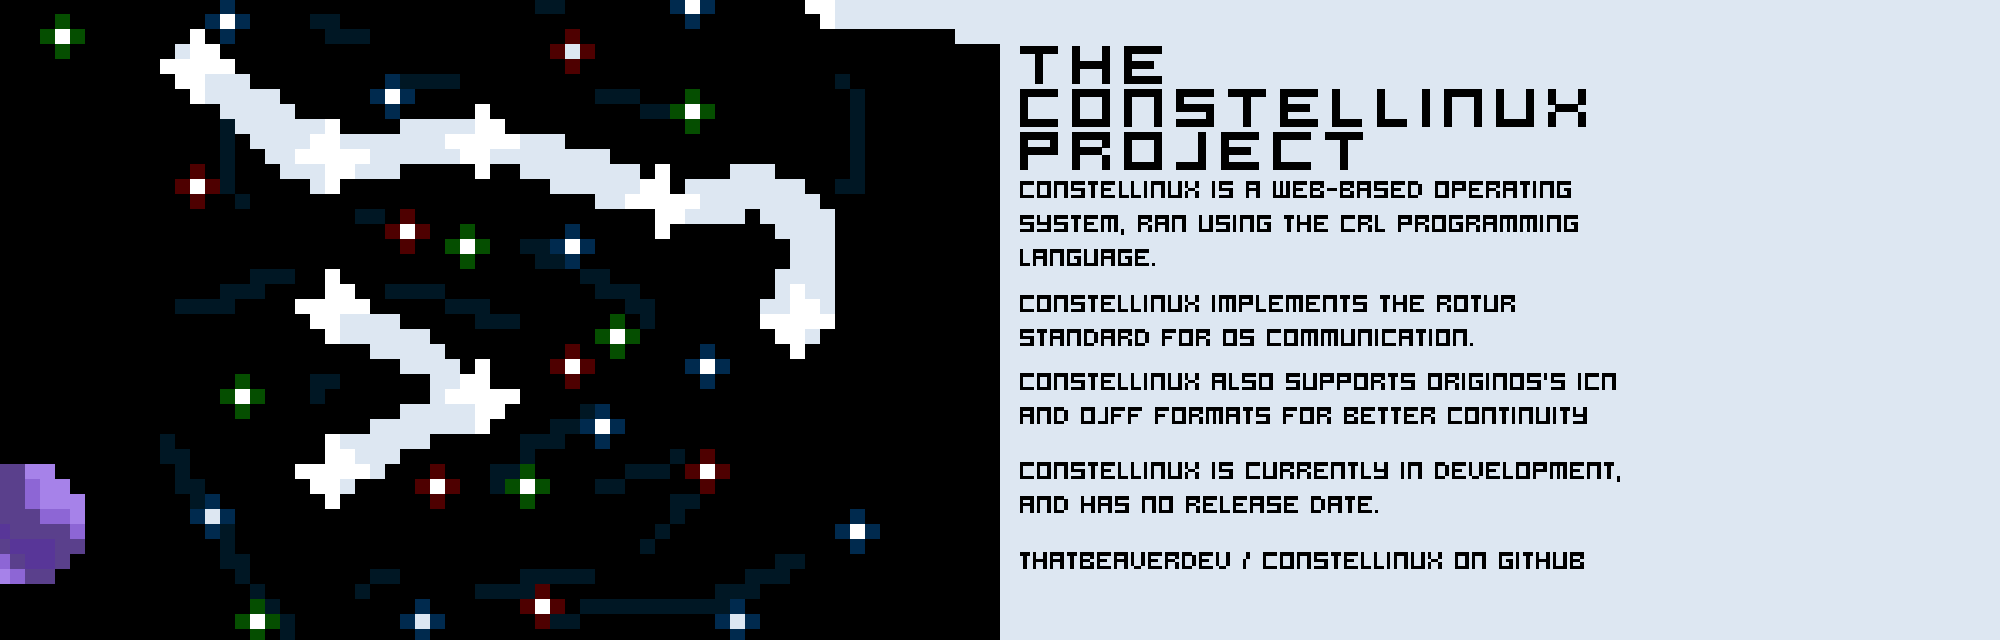 THE
CONSTELLINUX
PROJECT
CONSTELLINUX IS A WEB-BASED OPERATING
SYSTEM, RAN USING THE CRL PROGRAMMING
LANGUAGE.
CONSTELLINUX IMPLEMENTS THE ROTUR
STANDARD FOR OS COMMUNICATION.
CONSTELLINUX ALSO SUPPORTS ORIGINOS'S ICN
AND OJFF FORMATS FOR BETTER CONTINUITY
CONSTELLINUX IS CURRENTLY IN DEVELOPMENT,
AND HAS NO RELEASE DATE.
THATBEAVERDEV / CONSTELLINUX ON GITHUB